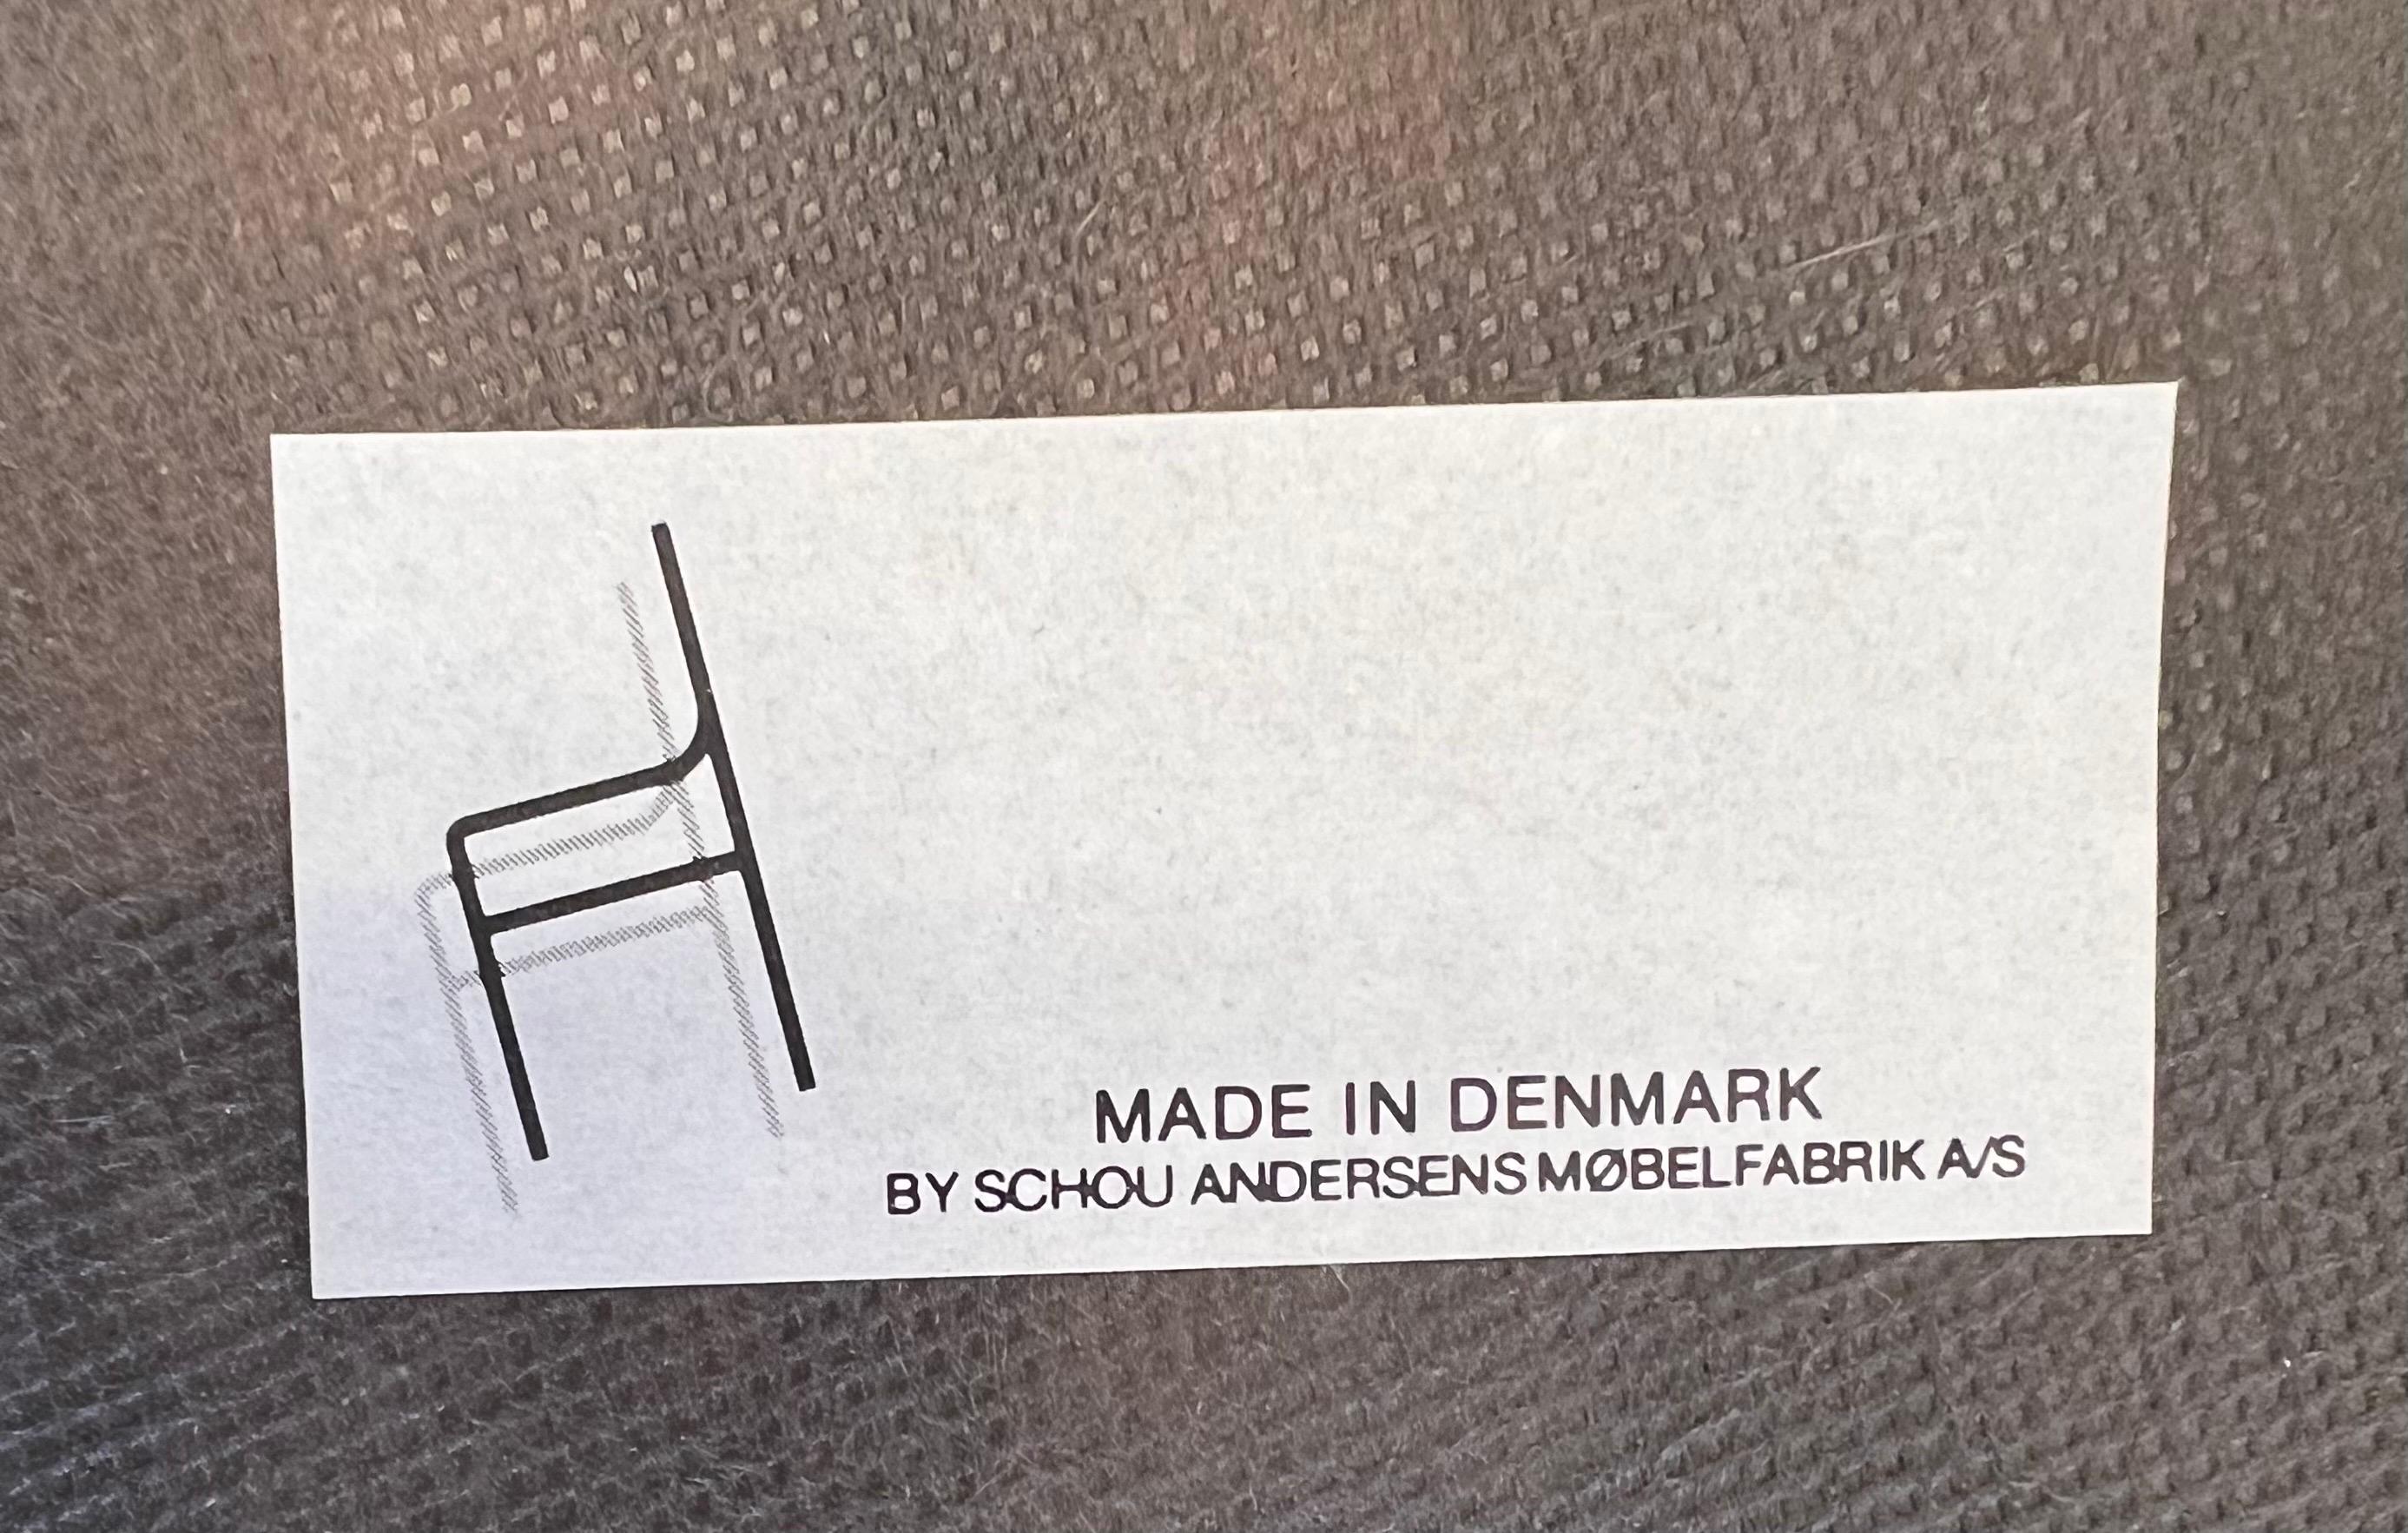 MADE IN DENMARK
BY SCHOU ANDERSENS MØBELFABRIK A/S